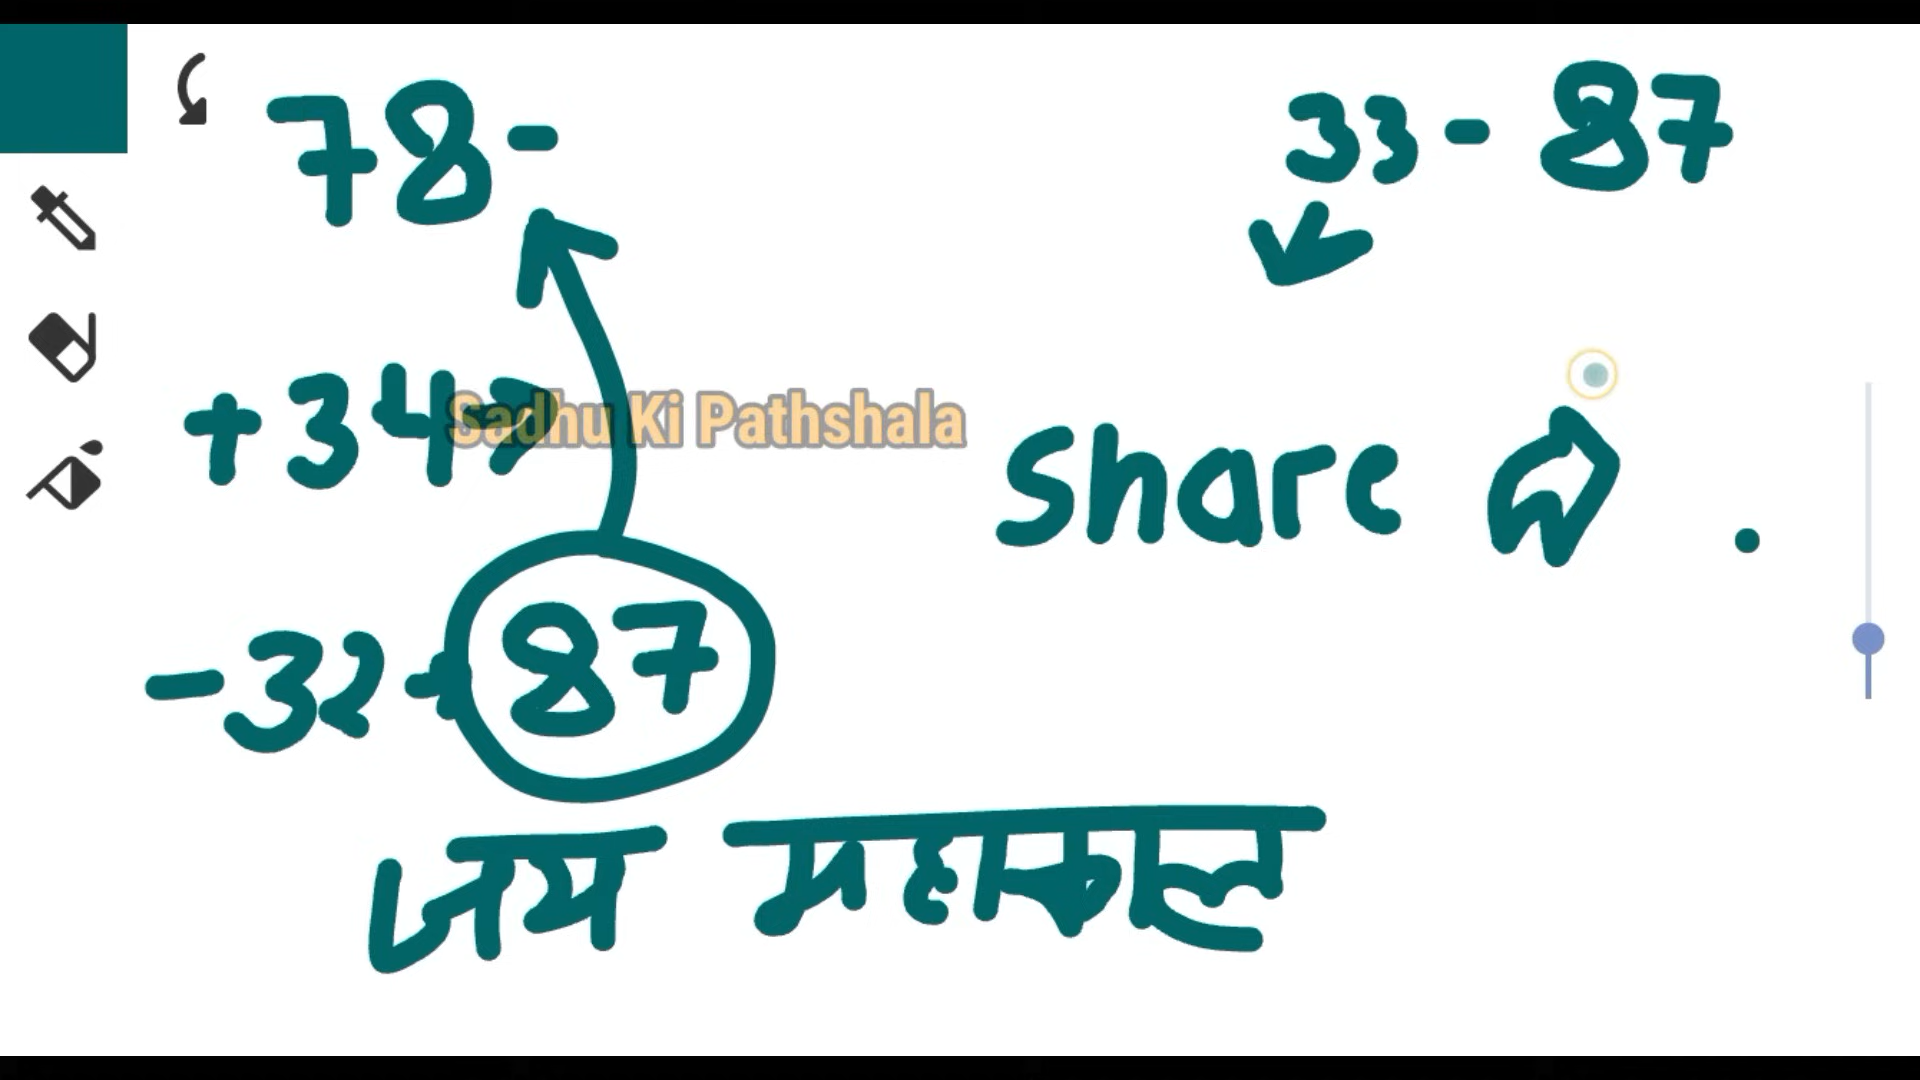 78- 33-87
+34→
Sadhu Ki Pathshala
Share
-32→ 87
जय महाकाल